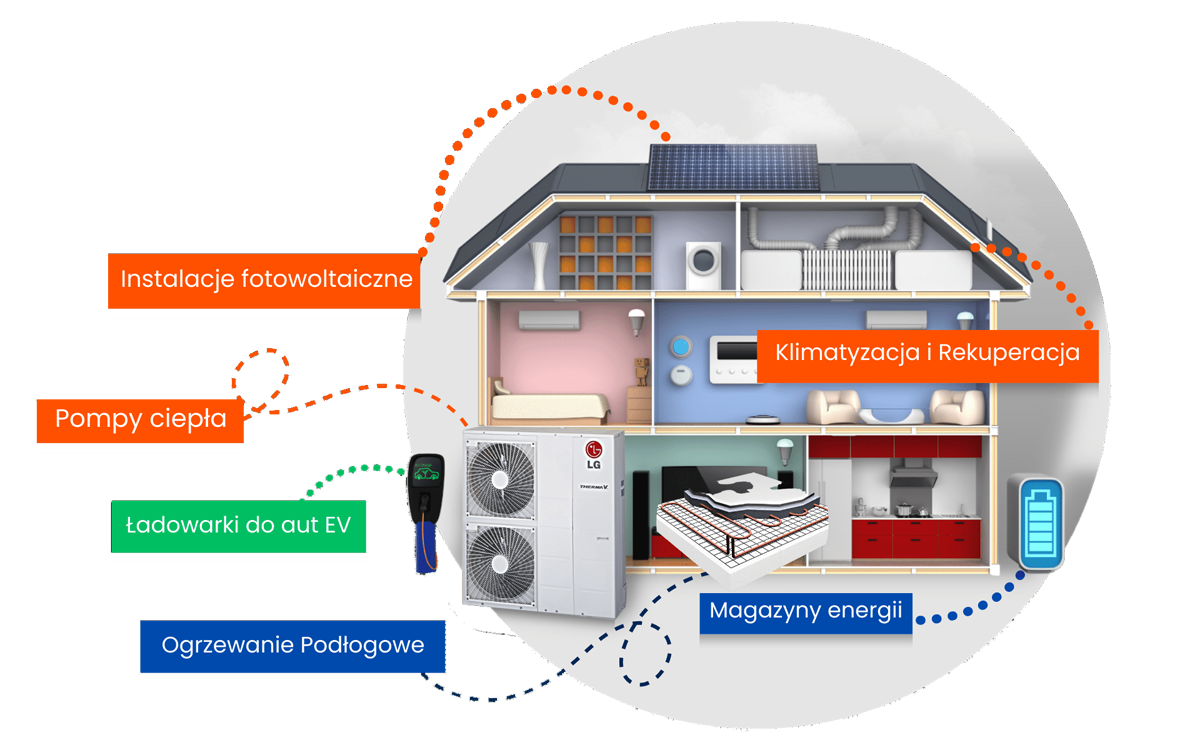 Instalacje fotowoltaiczne
Klimatyzacja i Rekuperacja
Pompy ciepła
LG
THERMA V.
Ładowarki do aut EV
Magazyny energii
Ogrzewanie Podłogowe